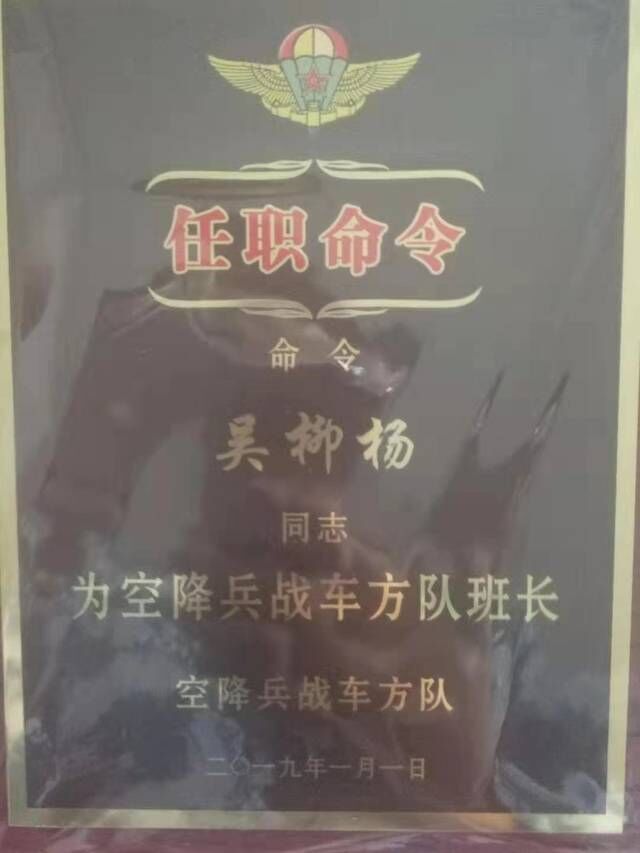 任职命令
命令
吴柳杨
同志
为空降兵战车方队班长
空降兵战车方队
二〇一九年一月一日